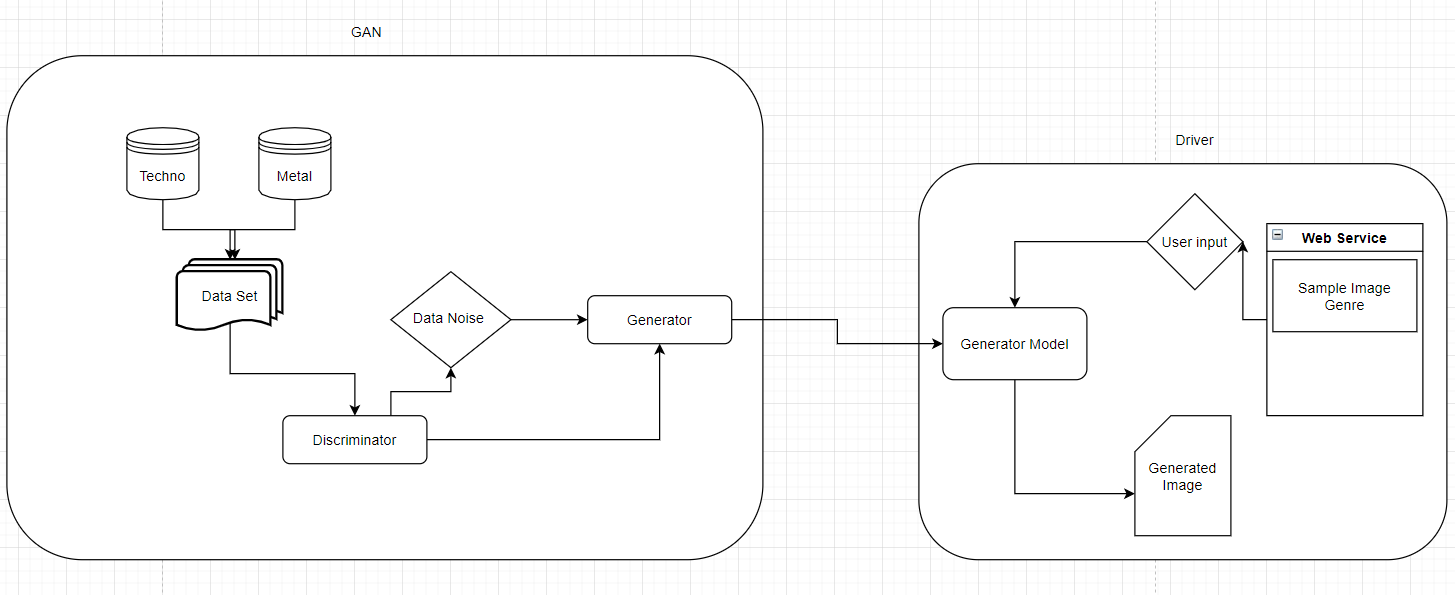 GAN
Techno
Metal
Data Set
Data Noise
Generator
Discriminator
Driver
User input
Web Service
Sample Image
Genre
Generator Model
Generated
Image